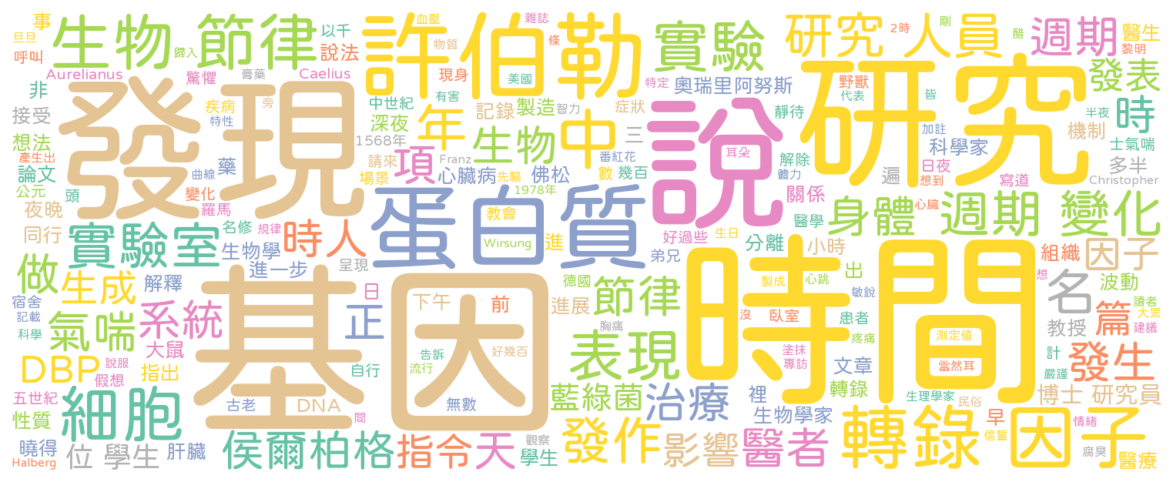 事
旦旦
呼叫
生物 節律
以千
說法
血壓
雜誌
許伯勒
物質
條
現身
美國
實驗
特定
研究 人員
2時
剛
醋
週期
醫生
黎明
歸入
膏藥
Aurelianus
驚懼
Caelius
非
接受
想法
發現
疾病
特性
中世紀
深夜
1568年
有害
智力
年
記錄
製造
症狀
生物
中
三
奧瑞里阿努斯
野獸
代表
皆
發表
半夜
時
靜待
說
耳朵
研究
加註
科學家
機制
士氣喘
產生出
論文
公元
曲線
頭
變化
羅馬
藥
旁
請來
場景
項
Franz
心臟病
先驅
佛松
1978年
番紅花
數
幾百
解除
體力
日夜
想到
遍
寫道
多半
Christopher
關係
夜晚
同行
名修
規律
生物學
進一步
呈現
蛋白質
教會
Wirsung
進
弟兄
好過些
生日
醫學
分離
小時
心臟
身體
週期 變化
實驗室
時人
做
生成
解釋
日
正
下午
前
進展
德國
節律
時間
製成
心跳
敏銳
出
組織
因子
名
波動
想
讀者
大眾
建議
宿舍
記載
科學
氣喘
系統
大鼠
基因
胸痛
沒
臥室
患者
疼痛
測定值
當然耳
教授
篇
計
嚴謹
發生
說服
DBP
假想
指出
自行
告訴
流行
好幾百
表現
塗抹
專訪
文章
轉錄
五世紀
性質
細胞
古老
DNA
間
無數
藍綠菌
治療
裡
生物學家
生理學家
民俗
早
信誓
博士
研究員
情緒
曉得
Halberg
位
學生
肝臟
侯爾柏格
指令
天
觀察
學生
發作
影響
醫者
轉錄 因子
腐臭
醫療